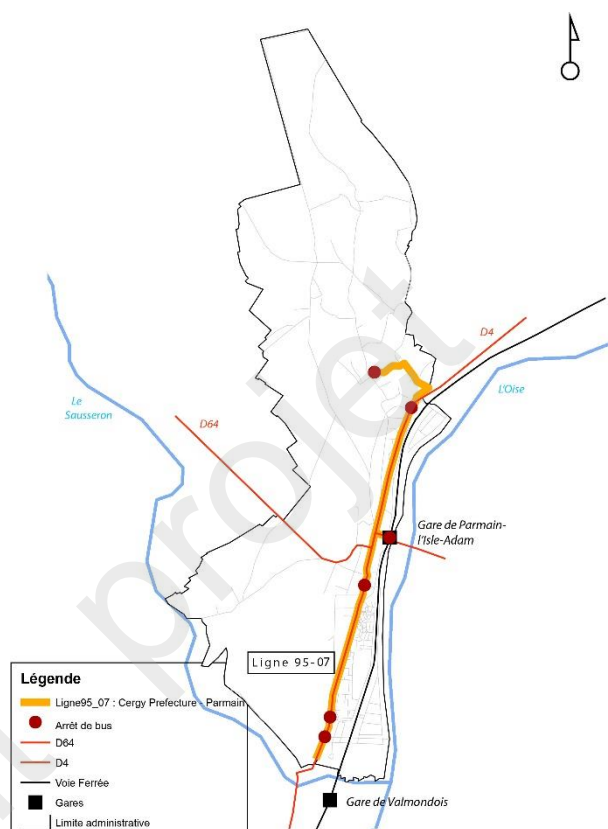 D4
Le
Sausseron
L'Oise
D64
projet
Gare de Parmain-
l'Isle-Adam
Ligne 95-07
Légende
Ligne95_07 : Cergy Prefecture - Parmain
Arrêt de bus
D64
D4
Voie Ferrée
Gares
Limite administrative
Gare de Valmondois